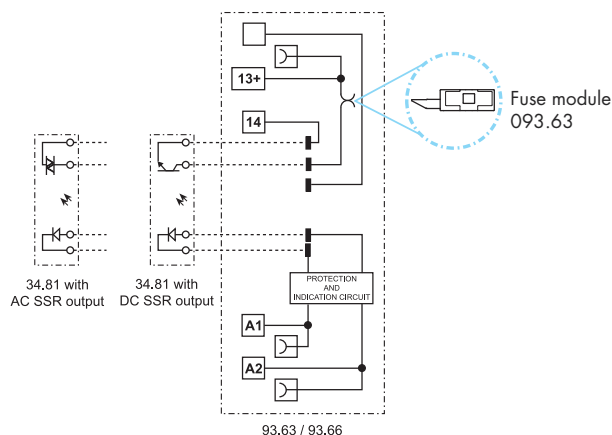 13+
Fuse module
093.63
14
34.81 with
AC SSR output
34.81 with
DC SSR output
PROTECTION
AND
INDICATION CIRCUIT
A1
A2
93.63 / 93.66